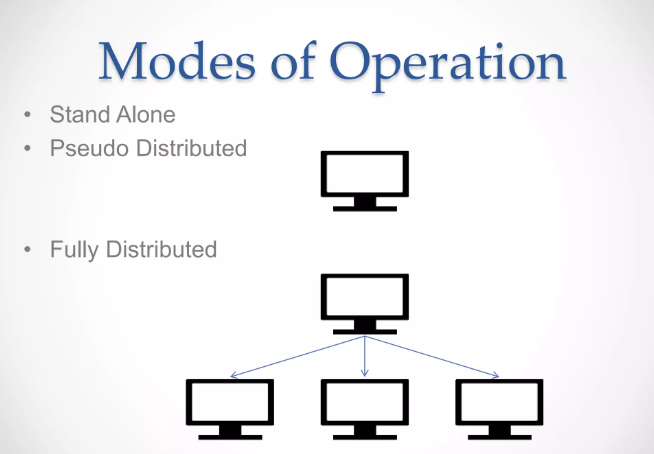 Modes of Operation
• Stand Alone
• Pseudo Distributed
• Fully Distributed